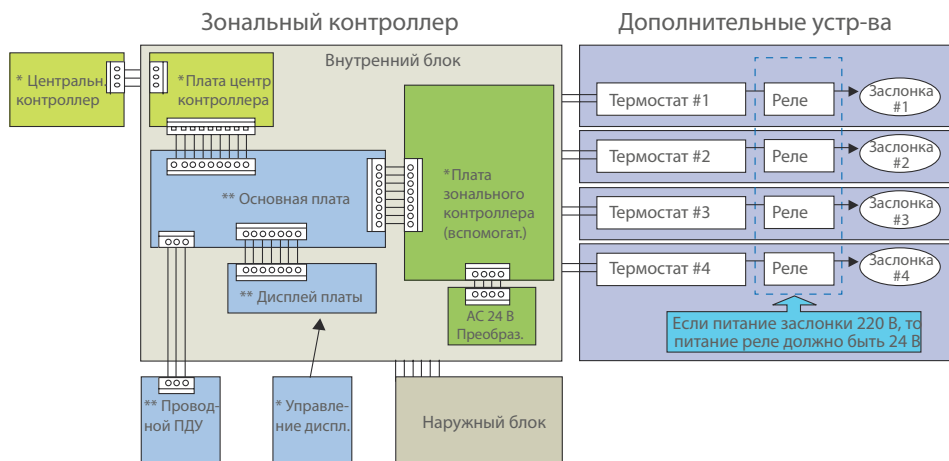 Зональный контроллер
Дополнительные устр-ва
Внутренний блок
* Центральн.
контроллер
*Плата центр
контроллера
** Основная плата
*Плата
зонального
контроллера
(вспомогат.)
** Дисплей платы
AC 24 В
Преобраз.
** Провод-
ной ПДУ
* Управле-
ние диспл.
Наружный блок
Термостат #1
Реле
Заслонка
#1
Термостат #2
Реле
Заслонка
#2
Термостат #3
Реле
Заслонка
#3
Термостат #4
Реле
Заслонка
#4
Если питание заслонки 220 В, то
питание реле должно быть 24 В